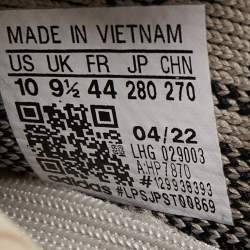 MADE IN VIETNAM
US UK FR JP CHN
10 9½ 44 280 270
04/22
LHG 029003
A:HP7870
#129938393
#LPSJPST00869
adidas